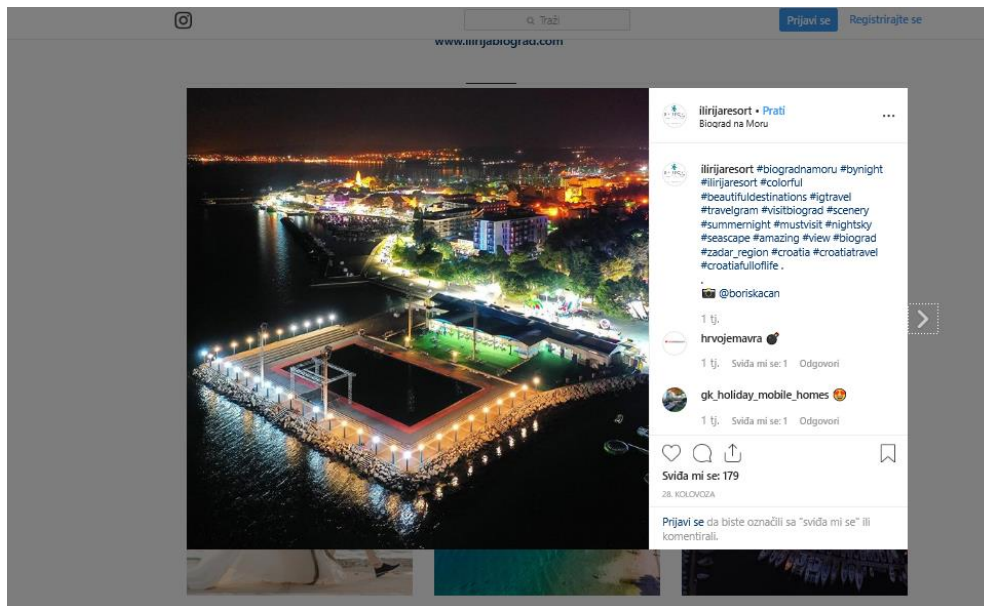 Traži
Prijavi se
Registrirajte se
www.ilirijabiograd.com
ilirijaresort • Prati
Biograd na Moru
ilirijaresort #biogradnamoru #bynight
#ilirijaresort #colorful
#beautifuldestinations #igtravel
#travelgram #visitbiograd #scenery
#summernight #mustvisit #nightsky
#seascape #amazing #view #biograd
#zadar_region #croatia #croatiatravel
#croatiafulloflife .
.
@boriskacan
1 tj.
hrvojemavra
1 tj. Sviđa mi se: 1 Odgovori
gk_holiday_mobile_homes
1 tj. Sviđa mi se: 1 Odgovori
Sviđa mi se: 179
28. KOLOVOZA
Prijavi se da biste označili sa "sviđa mi se" ili
komentirali.